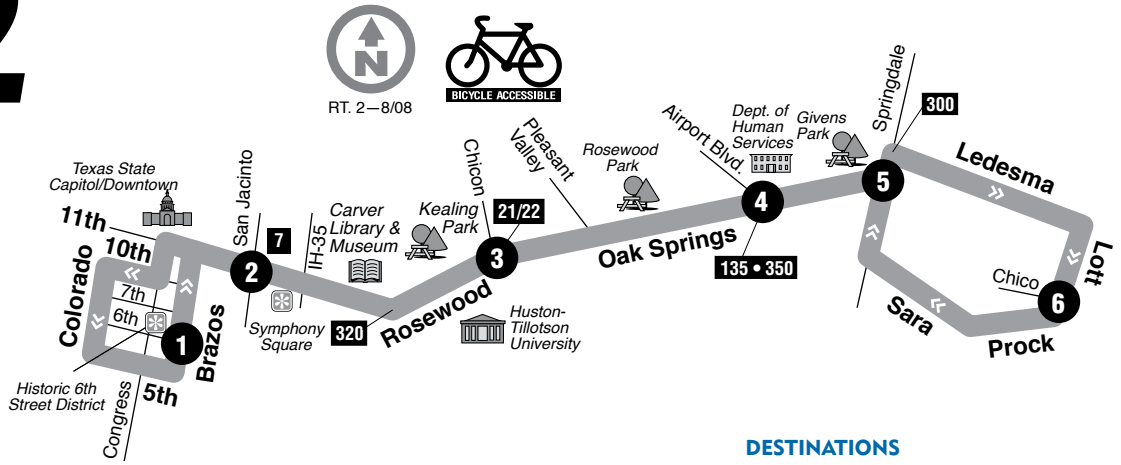 2
N
RT. 2—8/08
BICYCLE ACCESSIBLE
Texas State
Capitol/Downtown
11th
10th
7th
6th
Colorado
Brazos
5th
Congress
Historic 6th
Street District
1
San Jacinto
2
7
IH-35
Symphony
Square
320
Carver
Library &
Museum
Kealing
Park
Rosewood
Chicon
3
21/22
Huston-
Tillotson
University
Pleasant
Valley
Rosewood
Park
Oak Springs
Airport Blvd.
4
135 • 350
Dept. of
Human
Services
Givens
Park
Springdale
5
300
Ledesma
Lott
Chico
6
Prock
Sara
DESTINATIONS